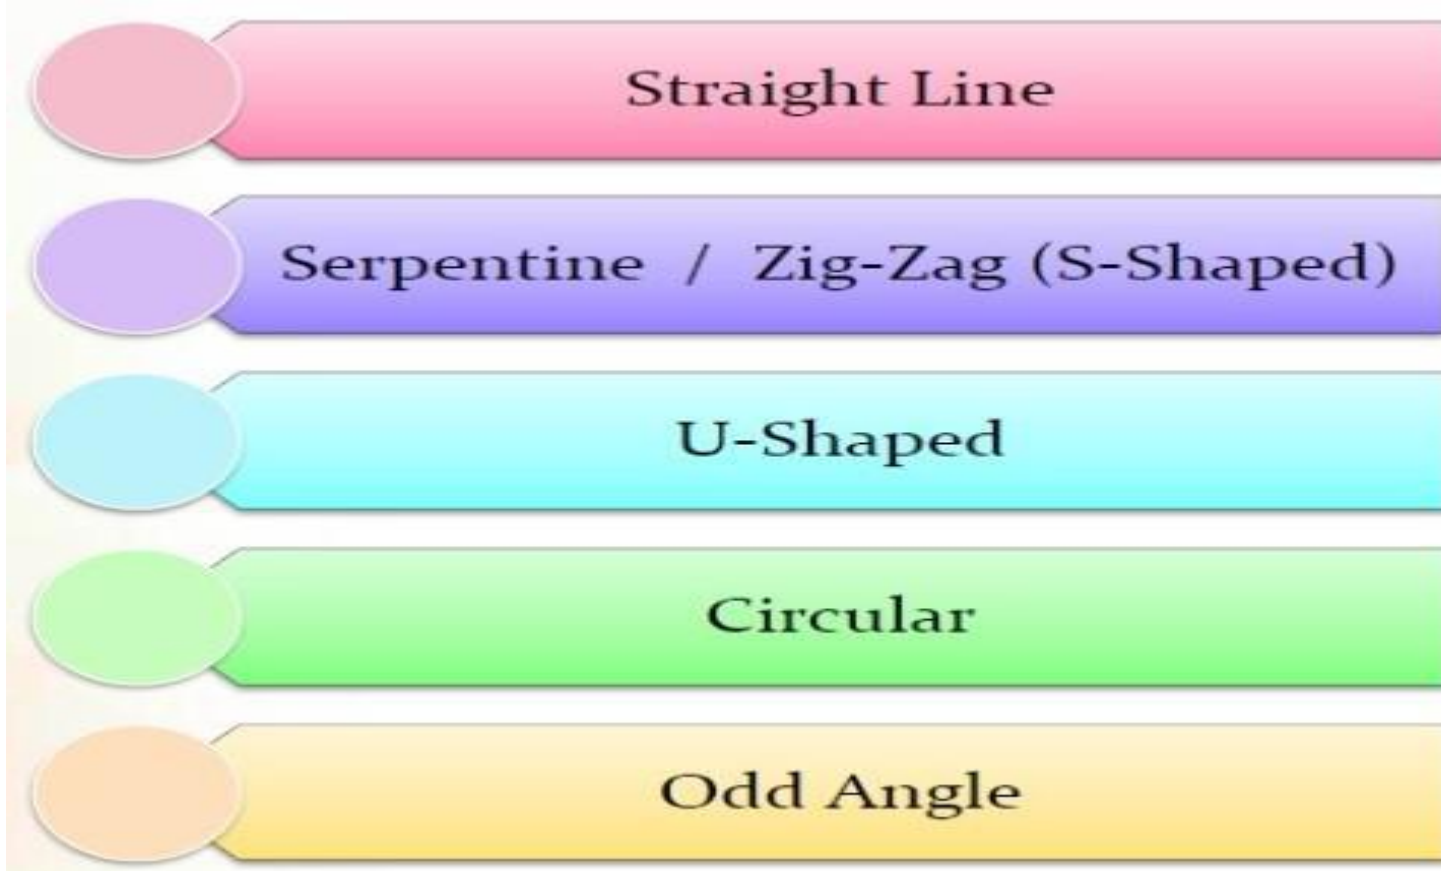 Straight Line
Serpentine / Zig-Zag (S-Shaped)
U-Shaped
Circular
Odd Angle